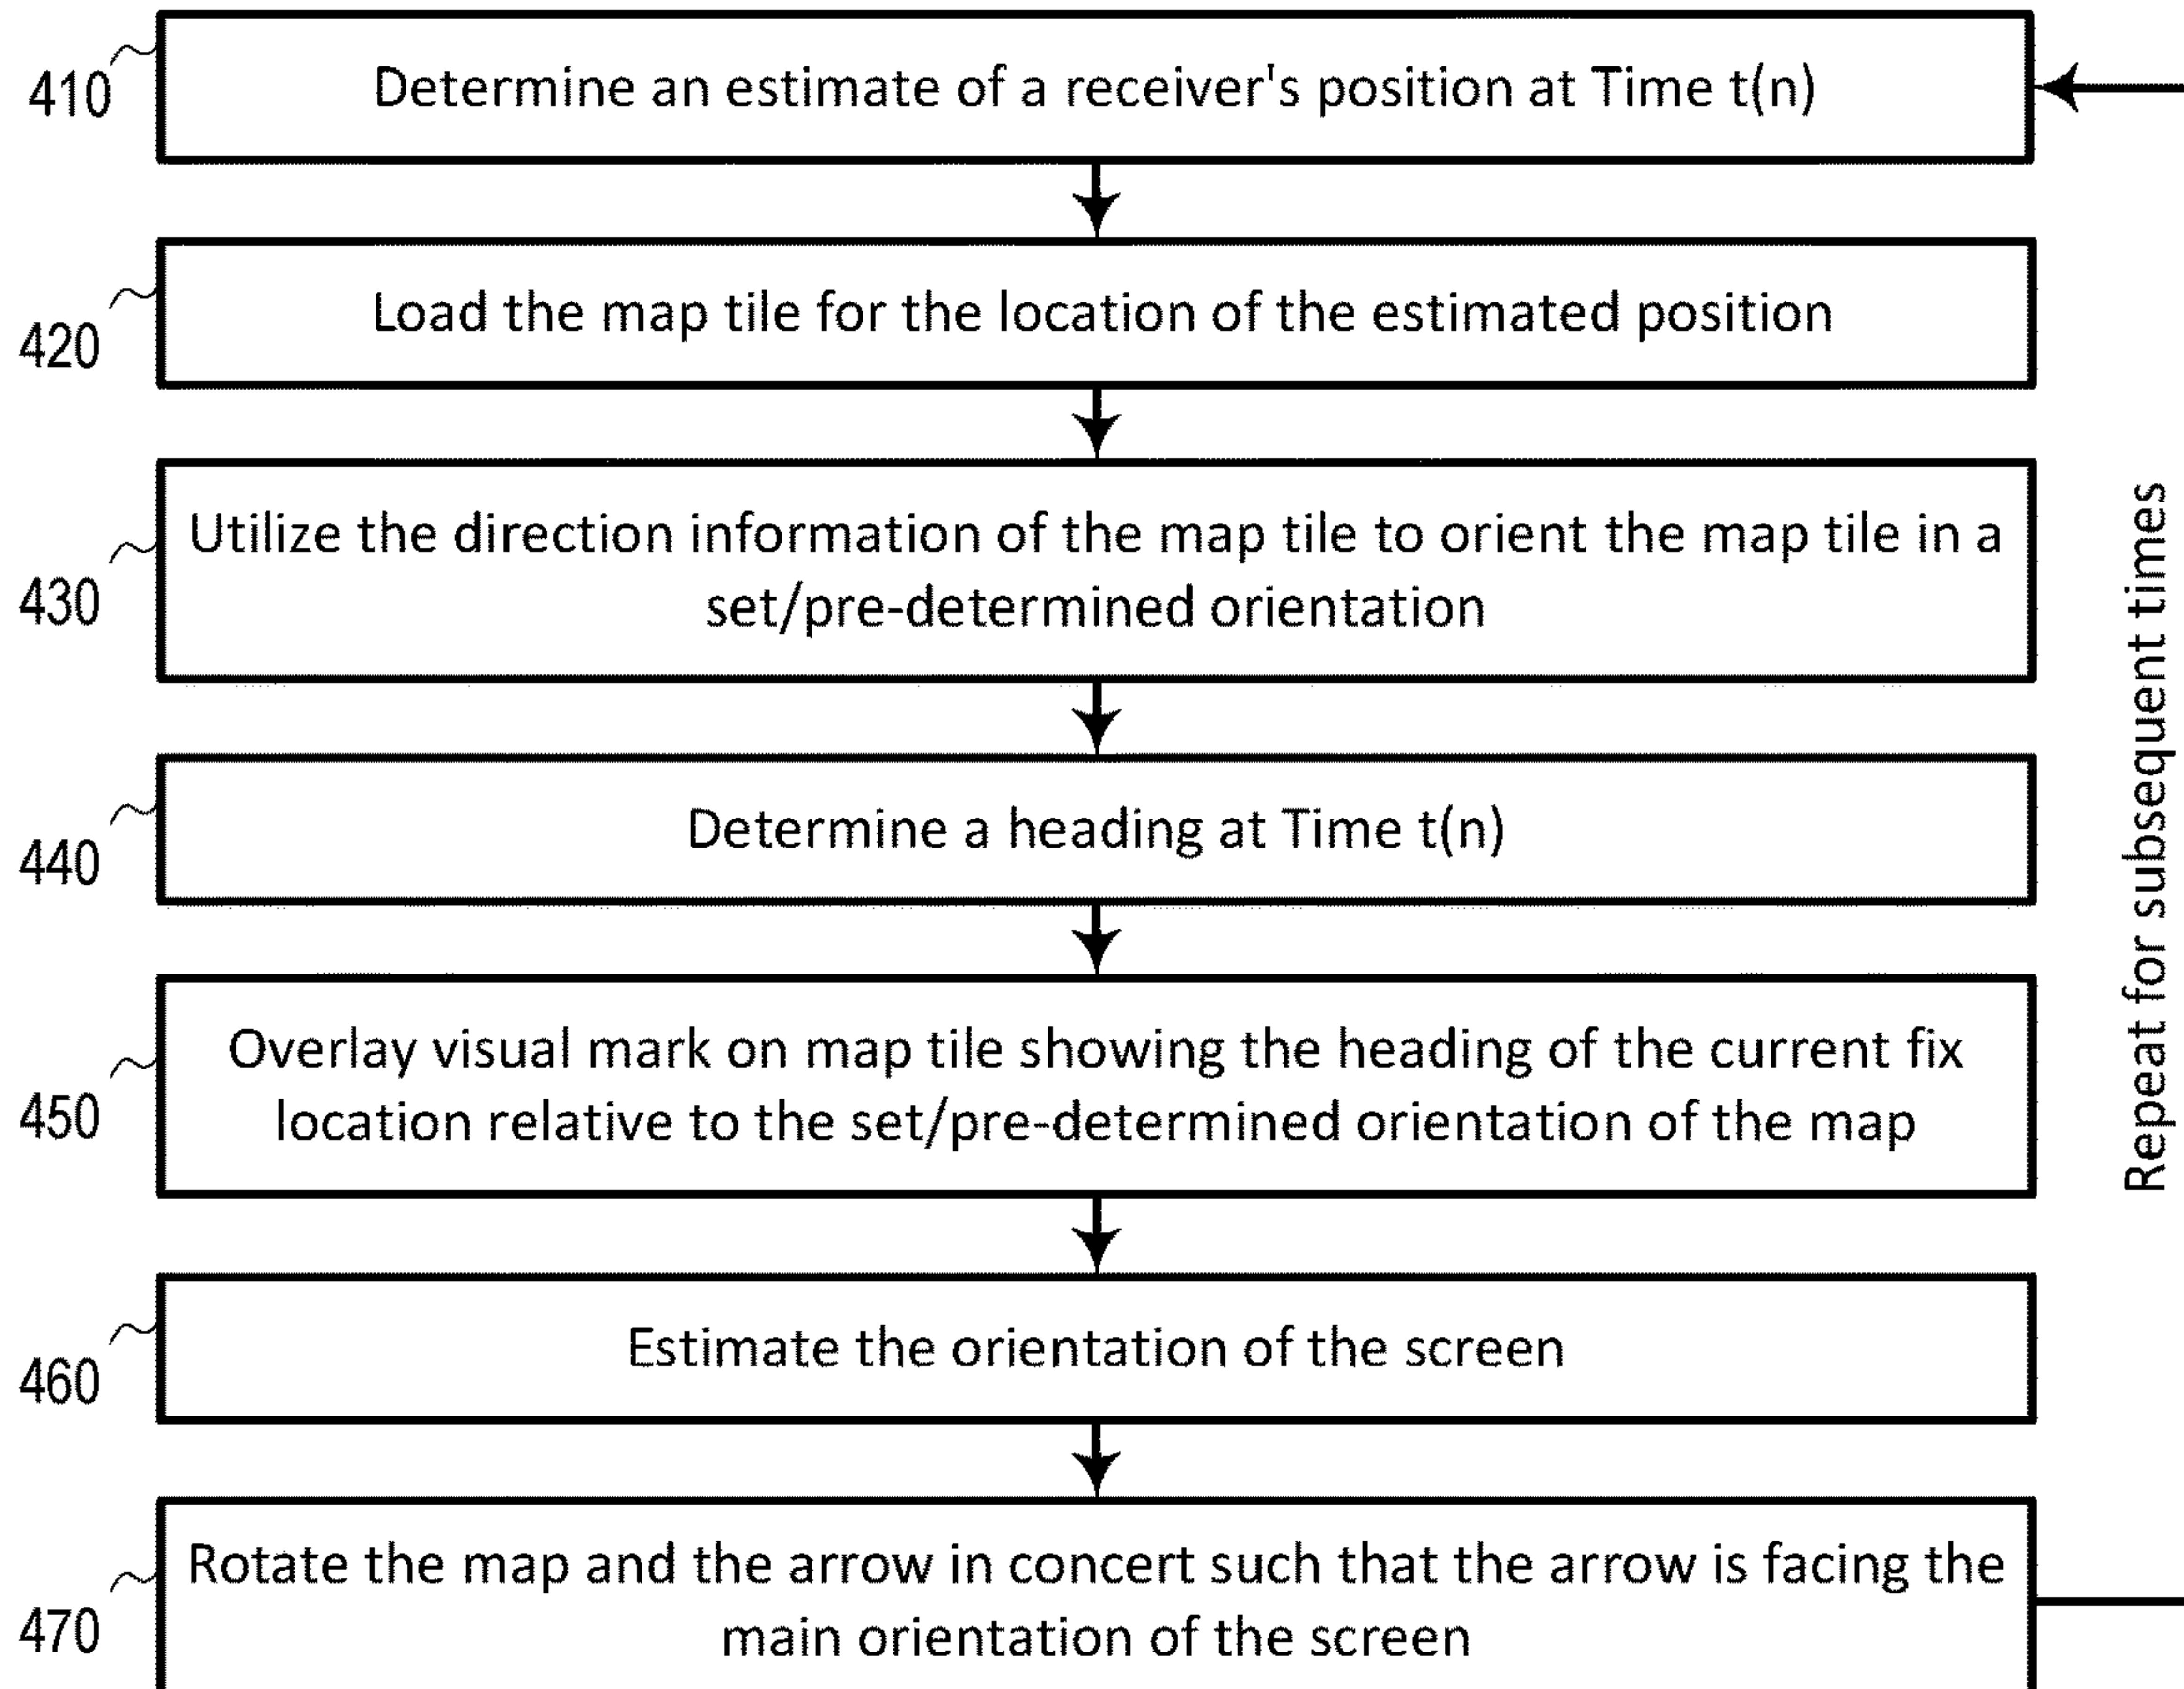 410
Determine an estimate of a receiver's position at Time t(n)
420
Load the map tile for the location of the estimated position
430
Utilize the direction information of the map tile to orient the map tile in a
set/pre-determined orientation
440
Determine a heading at Time t(n)
450
Overlay visual mark on map tile showing the heading of the current fix
location relative to the set/pre-determined orientation of the map
460
Estimate the orientation of the screen
470
Rotate the map and the arrow in concert such that the arrow is facing the
main orientation of the screen
Repeat for subsequent times